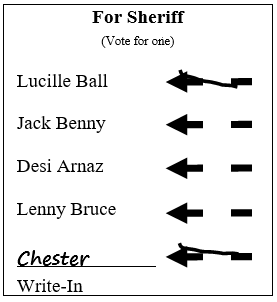 For Sheriff
(Vote for one)
Lucille Ball
Jack Benny
Desi Arnaz
Lenny Bruce
Chester
Write-In